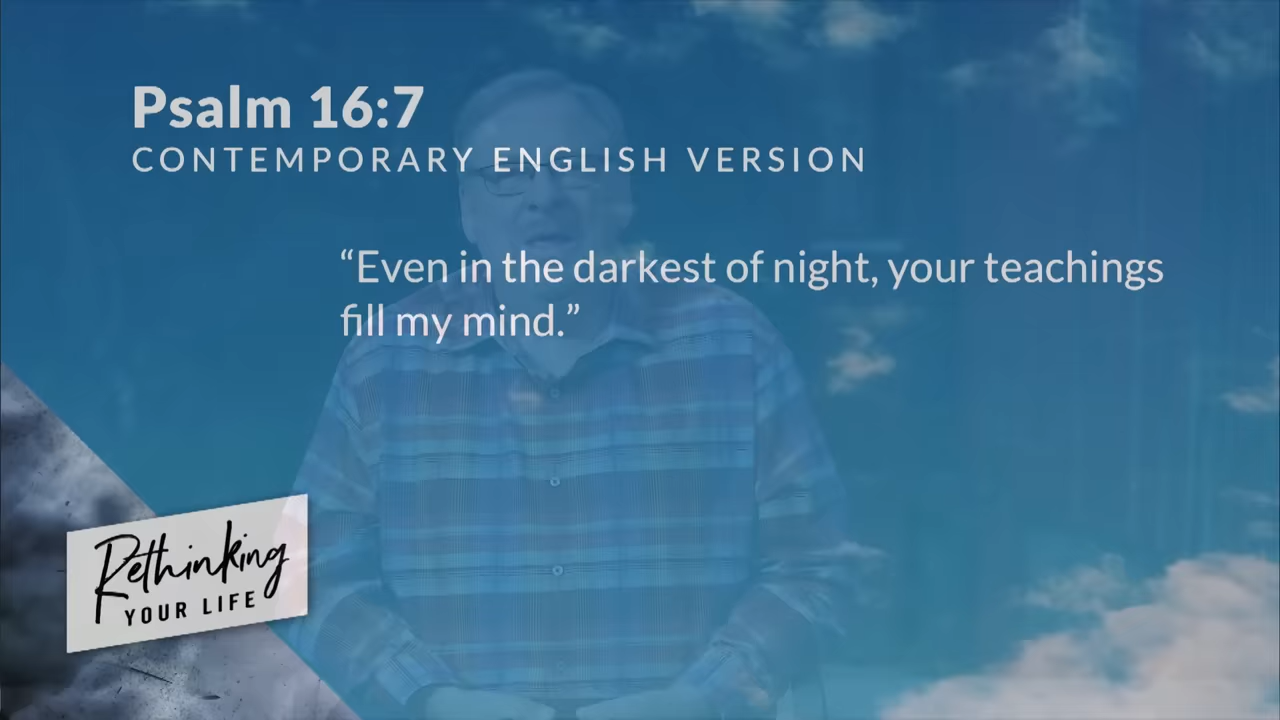 Psalm 16:7
CONTEMPORARY ENGLISH VERSION
“Even in the darkest of night, your teachings
fill my mind.”
Rethinking
YOUR LIFE